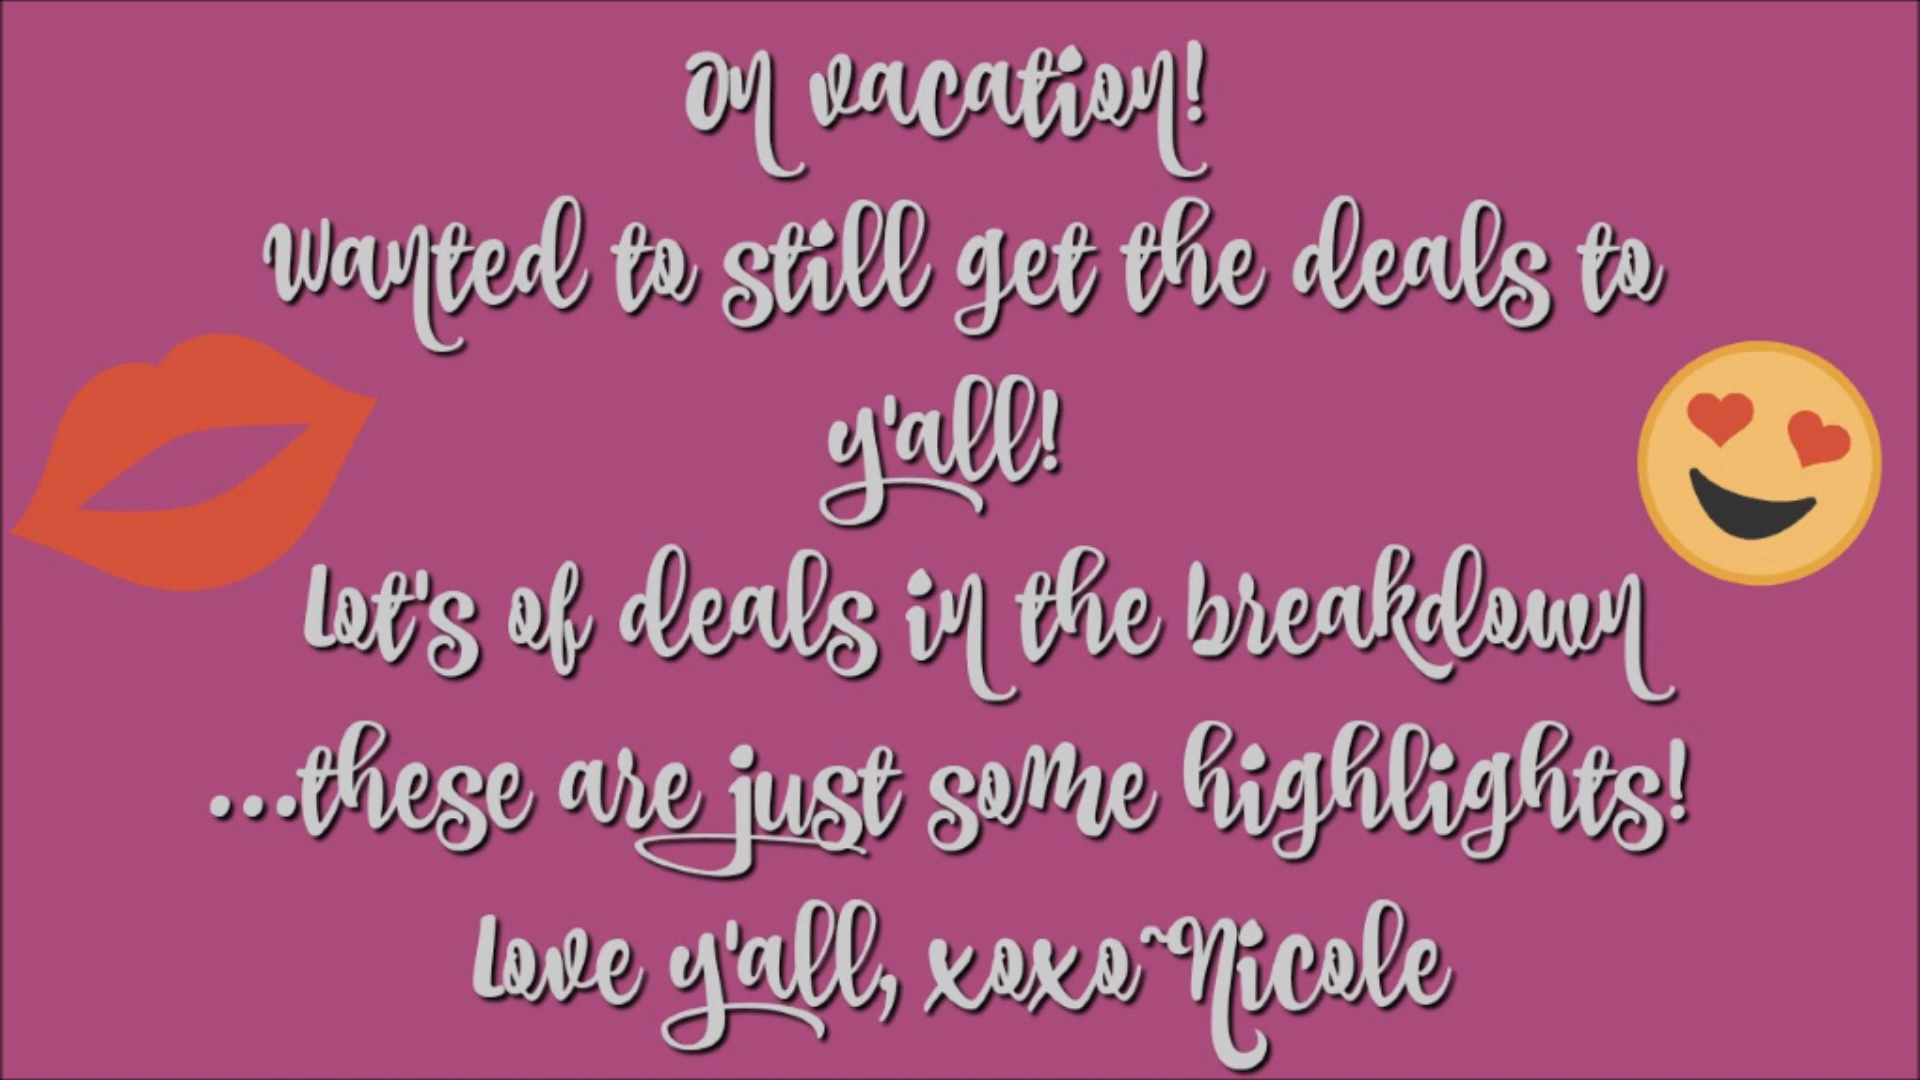 On vacation!
Wanted to still get the deals to
y'all!
Lot's of deals in the breakdown
...these are just some highlights!
Love y'all, xoxo~Nicole